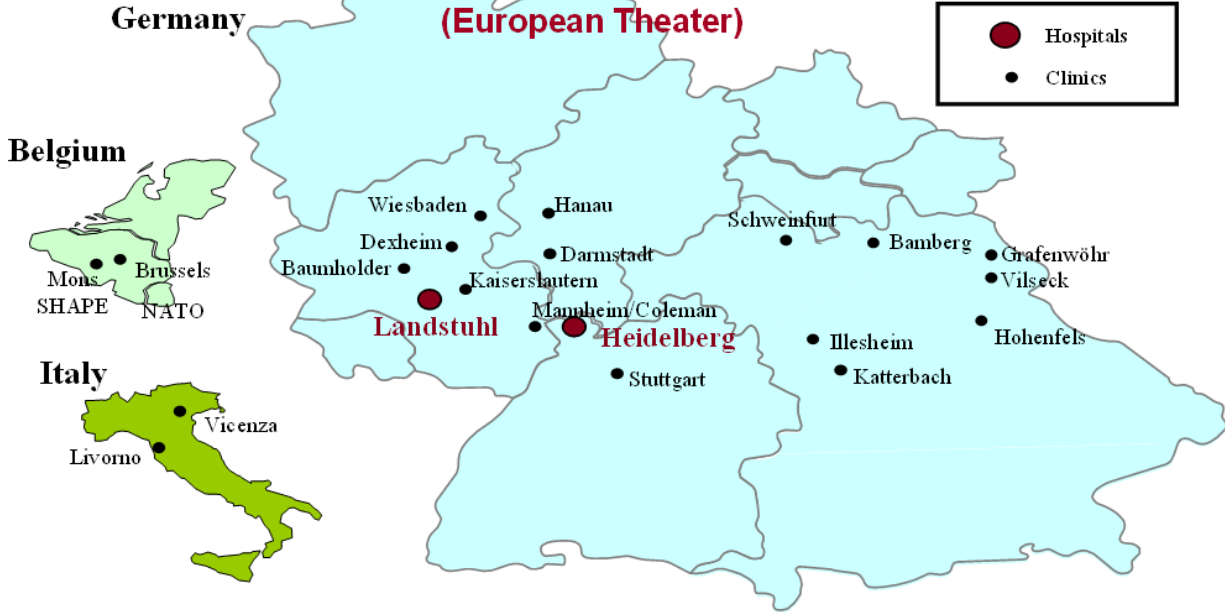 Germany
(European Theater)
Hospitals
Clinics
Belgium
Mons
SHAPE
Brussels
NATO
Italy
Vicenza
Livorno
Wiesbaden
Hanau
Dexheim
Darmstadt
Baumholder
Kaiserslautern
Landstuhl
Mannheim/Coleman
Heidelberg
Stuttgart
Schweinfurt
Bamberg
Grafenwöhr
Vilseck
Hohenfels
Illesheim
Katterbach